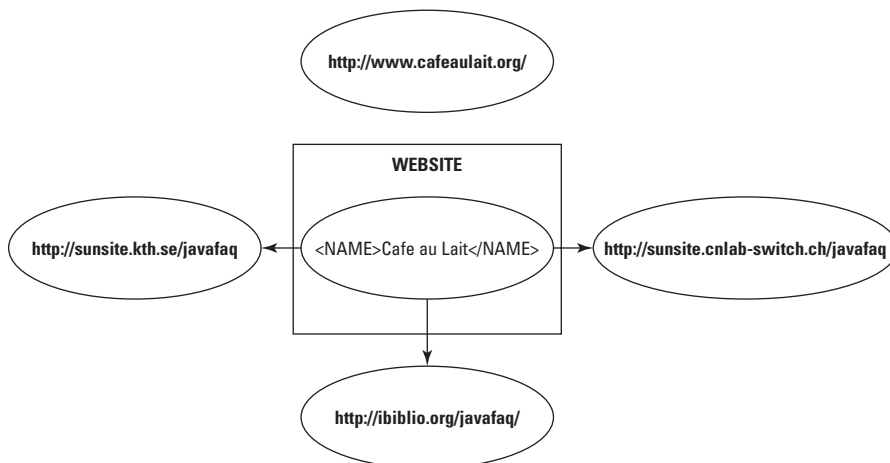 http://www.cafeaulait.org/
WEBSITE
http://sunsite.kth.se/javafaq
<NAME>Cafe au Lait</NAME>
http://sunsite.cnlab-switch.ch/javafaq
http://ibiblio.org/javafaq/